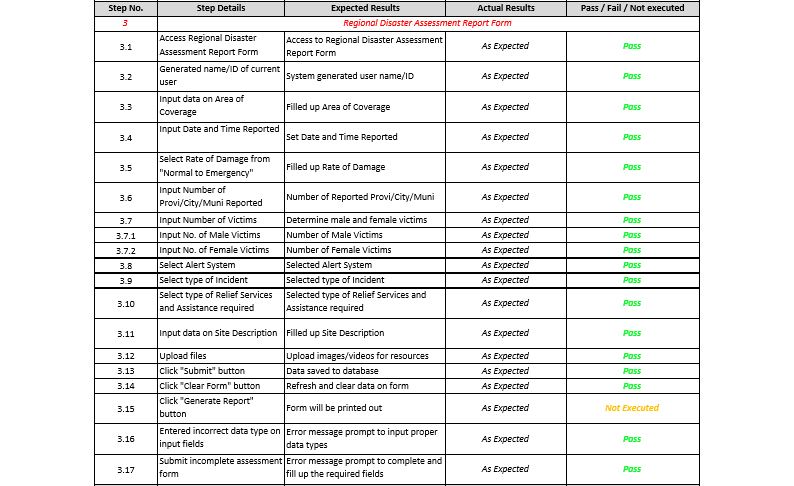 Step No. Step Details Expected Results Actual Results Pass / Fail / Not executed
3 Regional Disaster Assessment Report Form
3.1 Access Regional Disaster Assessment Report Form Access to Regional Disaster Assessment Report Form As Expected Pass
3.2 Generated name/ID of current user System generated user name/ID As Expected Pass
3.3 Input data on Area of Coverage Filled up Area of Coverage As Expected Pass
3.4 Input Date and Time Reported Set Date and Time Reported As Expected Pass
3.5 Select Rate of Damage from "Normal to Emergency" Filled up Rate of Damage As Expected Pass
3.6 Input Number of Provi/City/Muni Reported Number of Reported Provi/City/Muni As Expected Pass
3.7 Input Number of Victims Determine male and female victims As Expected Pass
3.7.1 Input No. of Male Victims Number of Male Victims As Expected Pass
3.7.2 Input No. of Female Victims Number of Female Victims As Expected Pass
3.8 Select Alert System Selected Alert System As Expected Pass
3.9 Select type of Incident Selected type of Incident As Expected Pass
3.10 Select type of Relief Services and Assistance required Selected type of Relief Services and Assistance required As Expected Pass
3.11 Input data on Site Description Filled up Site Description As Expected Pass
3.12 Upload files Upload images/videos for resources As Expected Pass
3.13 Click "Submit" button Data saved to database As Expected Pass
3.14 Click "Clear Form" button Refresh and clear data on form As Expected Pass
3.15 Click "Generate Report" button Form will be printed out As Expected Not Executed
3.16 Entered incorrect data type on input fields Error message prompt to input proper data types As Expected Pass
3.17 Submit incomplete assessment form Error message prompt to complete and fill up the required fields As Expected Pass